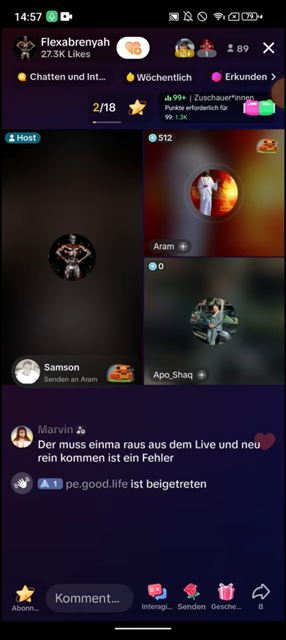 14:57
79
Flexabrenyah
27.3K Likes
89
Chatten und Int...
Wöchentlich
Erkunden
2/18
99+ | Zuschauer*innen
Punkte erforderlich für
99: 1.3K
Host
512
Aram
0
Apo_Shaq
Samson
Senden an Aram
Marvin
Der muss einma raus aus dem Live und neu
rein kommen ist ein Fehler
1 pe.good.life ist beigetreten
Abonn...
Komment...
Interagi...
Senden
Gesche...
8